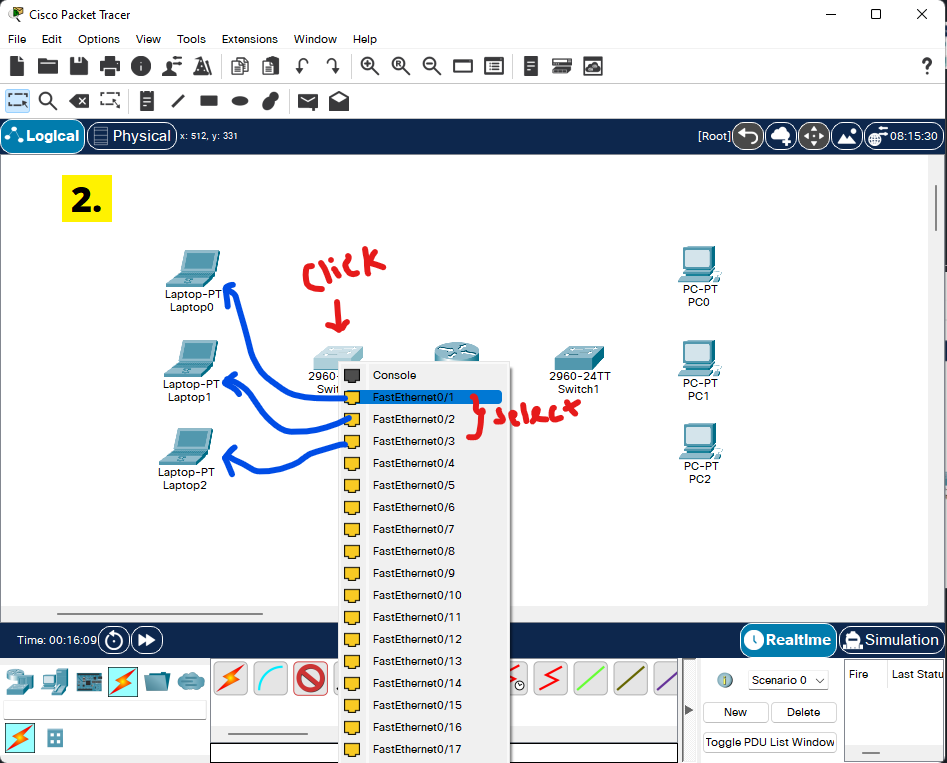 Cisco Packet Tracer
File Edit Options View Tools Extensions Window Help
Logical Physical x: 512, y: 331 [Root] 08:15:30
2.
Click
Laptop-PT
Laptop0
PC-PT
PC0
Laptop-PT
Laptop1
2960-
Swit
2960-24TT
Switch1
PC-PT
PC1
Laptop-PT
Laptop2
PC-PT
PC2
Console
FastEthernet0/1
FastEthernet0/2
FastEthernet0/3
select
FastEthernet0/4
FastEthernet0/5
FastEthernet0/6
FastEthernet0/7
FastEthernet0/8
FastEthernet0/9
FastEthernet0/10
FastEthernet0/11
FastEthernet0/12
FastEthernet0/13
FastEthernet0/14
FastEthernet0/15
FastEthernet0/16
FastEthernet0/17
Time: 00:16:09 Realtime Simulation
Scenario 0 Fire Last Statu
New Delete
Toggle PDU List Window